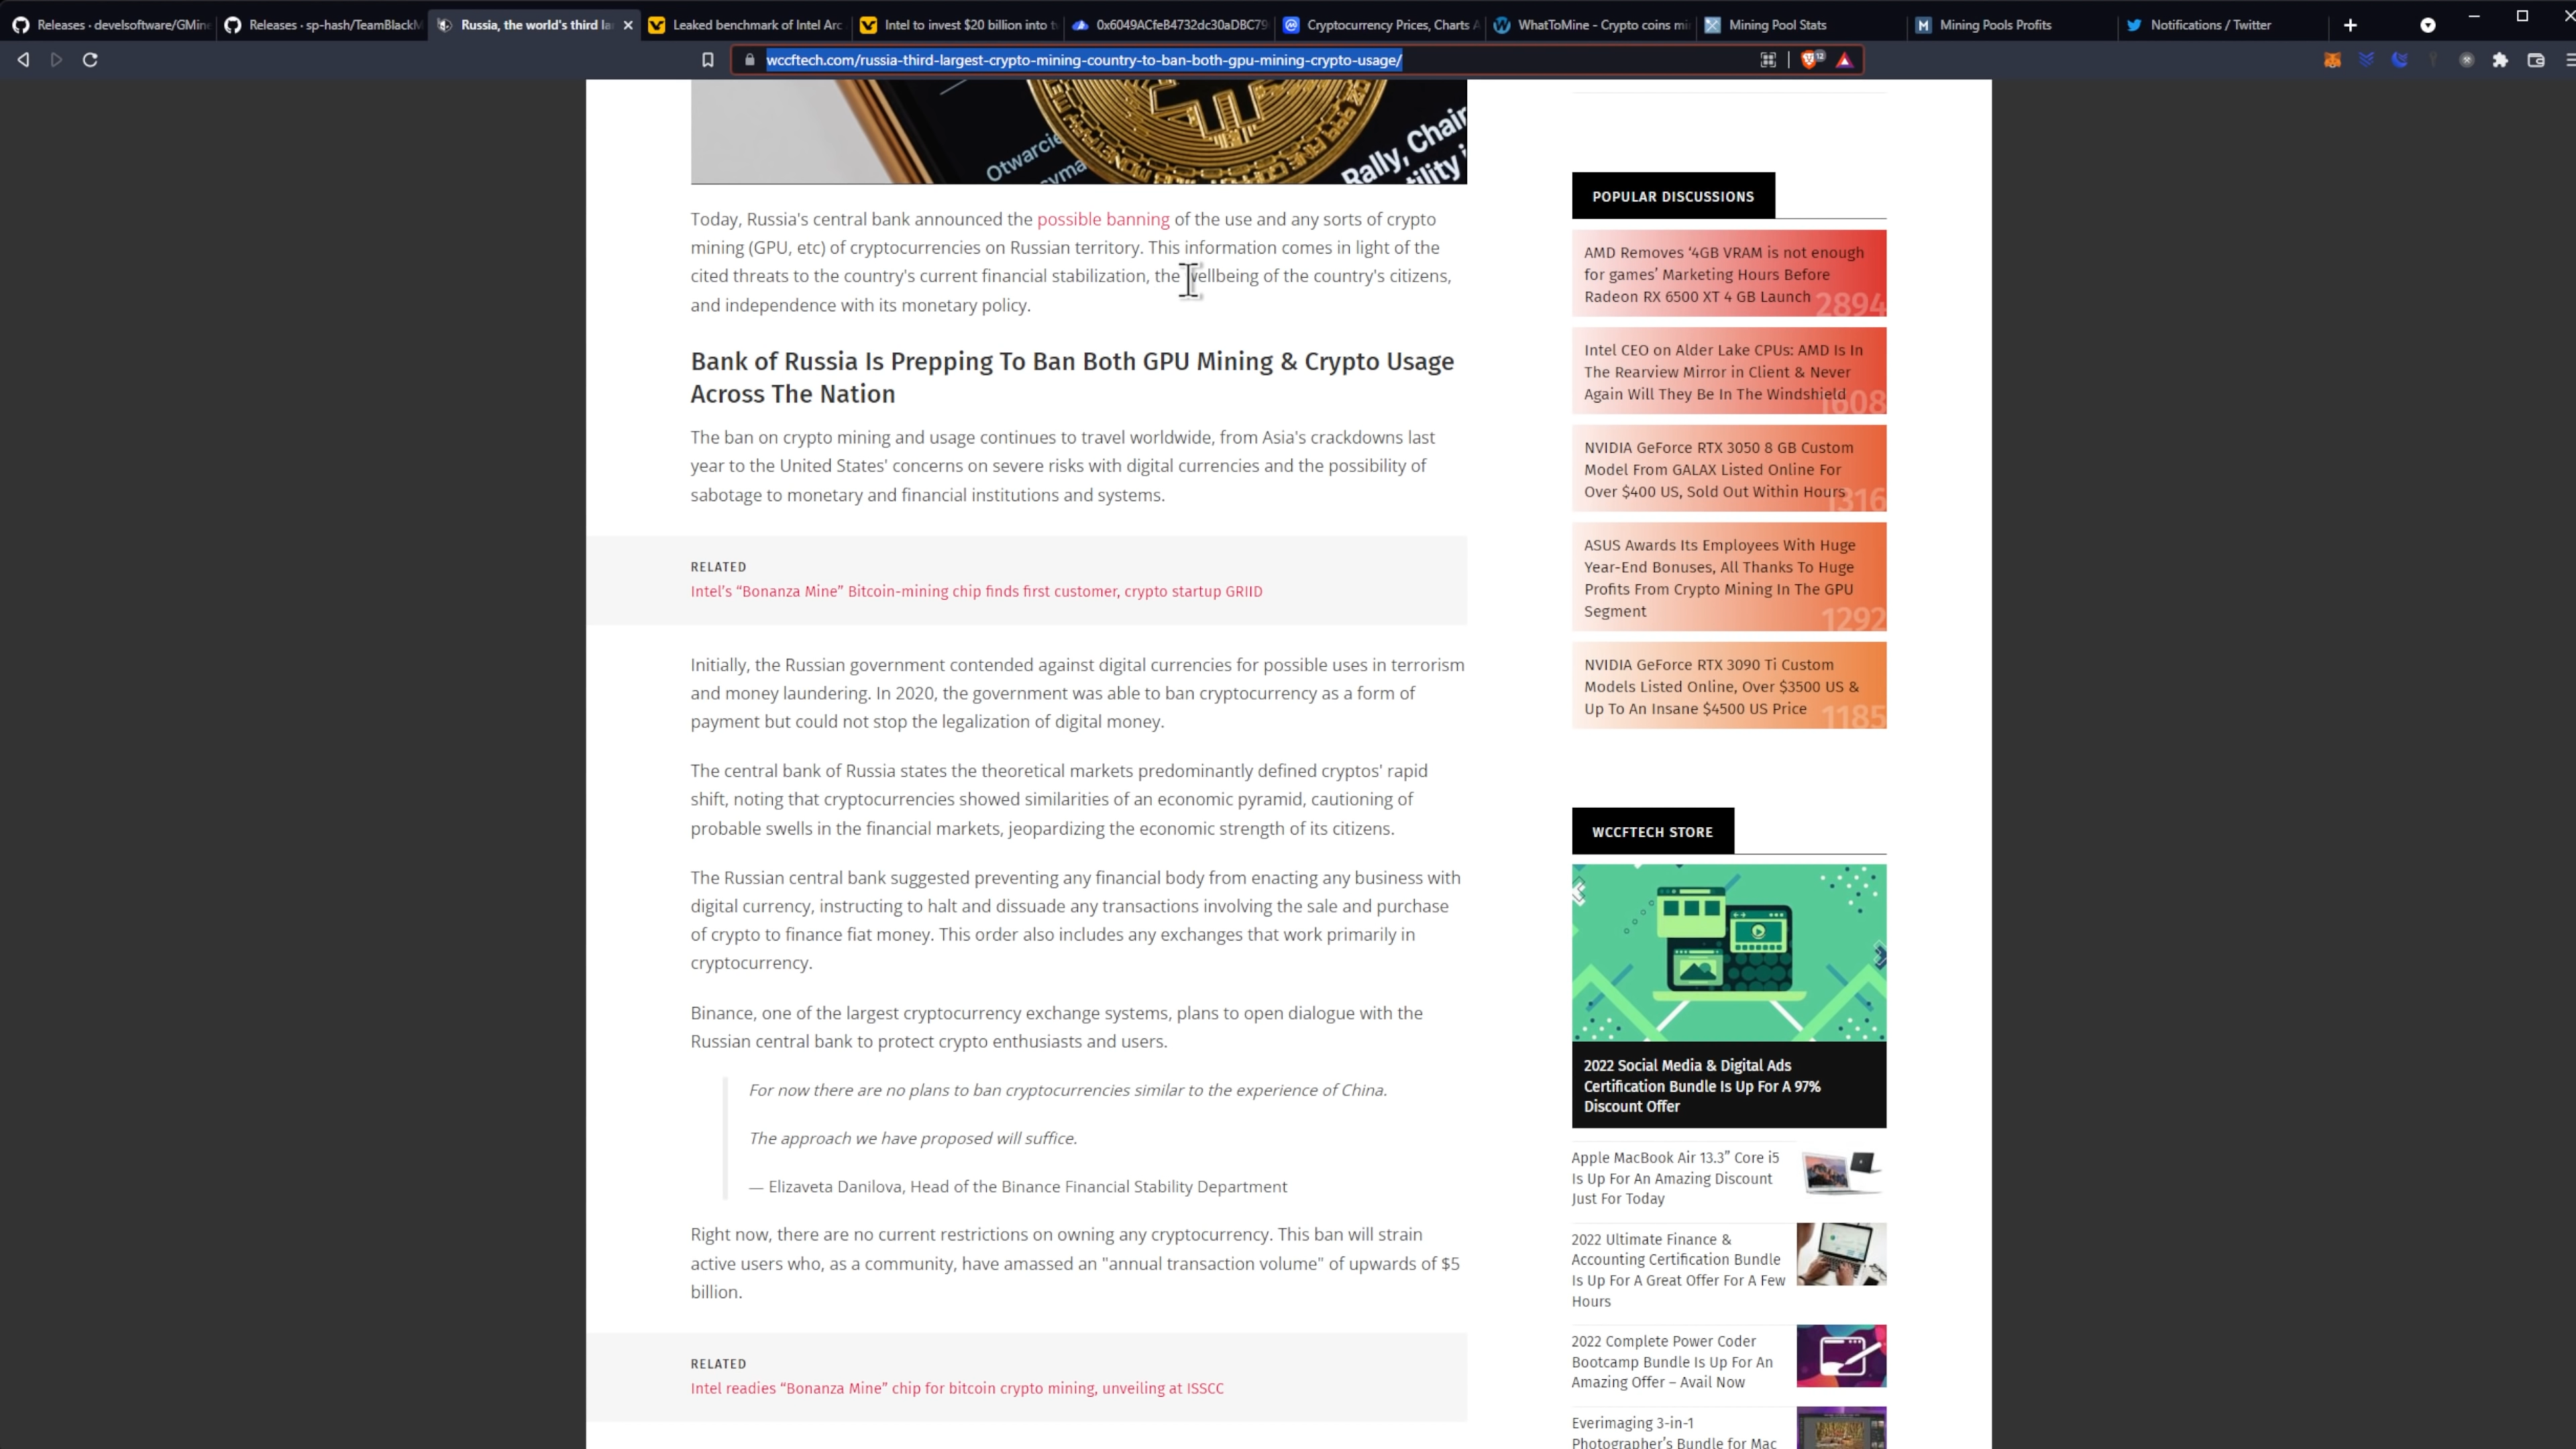 Releases · develsoftware/GMine
Releases · sp-hash/TeamBlackM
Russia, the world's third la
Leaked benchmark of Intel Arc
Intel to invest $20 billion into t
0x6049ACfeB4732dc30aDBC79
Cryptocurrency Prices, Charts A
WhatToMine - Crypto coins mi
Mining Pool Stats
Mining Pools Profits
Notifications / Twitter
wccftech.com/russia-third-largest-crypto-mining-country-to-ban-both-gpu-mining-crypto-usage/
12
Otwarcie
Rally, Chair
Today, Russia's central bank announced the possible banning of the use and any sorts of crypto
mining (GPU, etc) of cryptocurrencies on Russian territory. This information comes in light of the
cited threats to the country's current financial stabilization, the wellbeing of the country's citizens,
and independence with its monetary policy.
Bank of Russia Is Prepping To Ban Both GPU Mining & Crypto Usage
Across The Nation
The ban on crypto mining and usage continues to travel worldwide, from Asia's crackdowns last
year to the United States' concerns on severe risks with digital currencies and the possibility of
sabotage to monetary and financial institutions and systems.
RELATED
Intel's “Bonanza Mine” Bitcoin-mining chip finds first customer, crypto startup GRIID
Initially, the Russian government contended against digital currencies for possible uses in terrorism
and money laundering. In 2020, the government was able to ban cryptocurrency as a form of
payment but could not stop the legalization of digital money.
The central bank of Russia states the theoretical markets predominantly defined cryptos' rapid
shift, noting that cryptocurrencies showed similarities of an economic pyramid, cautioning of
probable swells in the financial markets, jeopardizing the economic strength of its citizens.
The Russian central bank suggested preventing any financial body from enacting any business with
digital currency, instructing to halt and dissuade any transactions involving the sale and purchase
of crypto to finance fiat money. This order also includes any exchanges that work primarily in
cryptocurrency.
Binance, one of the largest cryptocurrency exchange systems, plans to open dialogue with the
Russian central bank to protect crypto enthusiasts and users.
For now there are no plans to ban cryptocurrencies similar to the experience of China.
The approach we have proposed will suffice.
— Elizaveta Danilova, Head of the Binance Financial Stability Department
Right now, there are no current restrictions on owning any cryptocurrency. This ban will strain
active users who, as a community, have amassed an "annual transaction volume" of upwards of $5
billion.
RELATED
Intel readies “Bonanza Mine” chip for bitcoin crypto mining, unveiling at ISSCC
POPULAR DISCUSSIONS
AMD Removes ‘4GB VRAM is not enough
for games’ Marketing Hours Before
Radeon RX 6500 XT 4 GB Launch
2894
Intel CEO on Alder Lake CPUs: AMD Is In
The Rearview Mirror in Client & Never
Again Will They Be In The Windshield
1608
NVIDIA GeForce RTX 3050 8 GB Custom
Model From GALAX Listed Online For
Over $400 US, Sold Out Within Hours
1316
ASUS Awards Its Employees With Huge
Year-End Bonuses, All Thanks To Huge
Profits From Crypto Mining In The GPU
Segment
1292
NVIDIA GeForce RTX 3090 Ti Custom
Models Listed Online, Over $3500 US &
Up To An Insane $4500 US Price
1185
WCCFTECH STORE
2022 Social Media & Digital Ads
Certification Bundle Is Up For A 97%
Discount Offer
Apple MacBook Air 13.3” Core i5
Is Up For An Amazing Discount
Just For Today
2022 Ultimate Finance &
Accounting Certification Bundle
Is Up For A Great Offer For A Few
Hours
2022 Complete Power Coder
Bootcamp Bundle Is Up For An
Amazing Offer – Avail Now
Everimaging 3-in-1
Photographer's Bundle for Mac